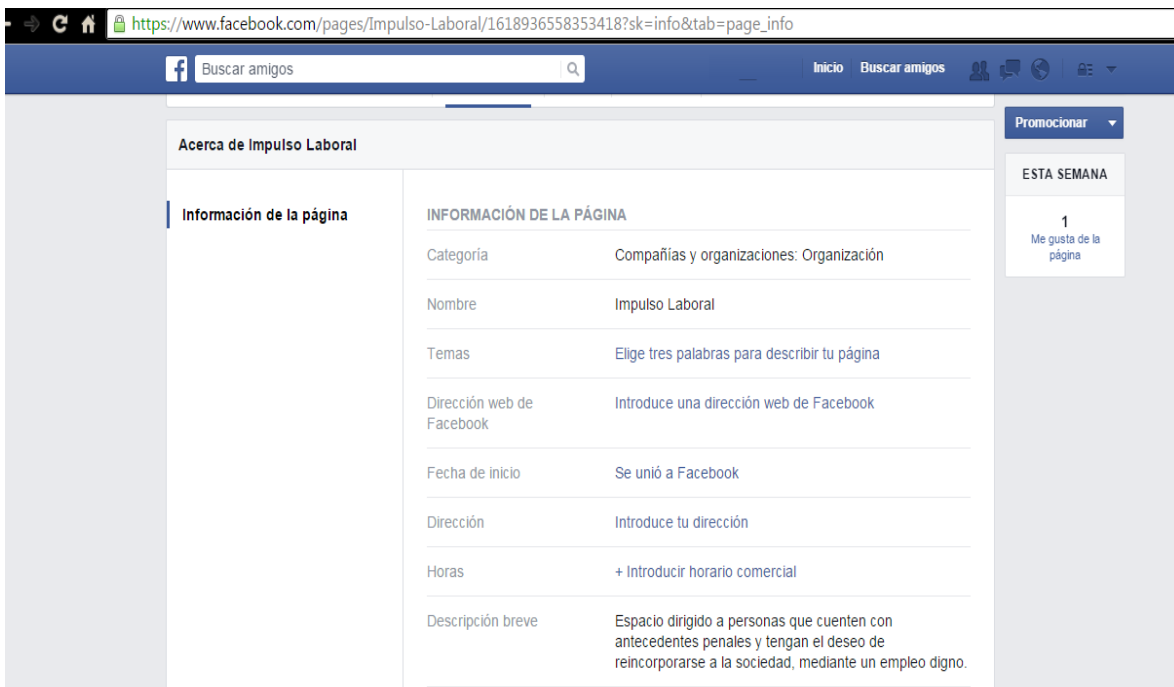 https://www.facebook.com/pages/Impulso-Laboral/1618936558353418?sk=info&tab=page_info
f Buscar amigos Inicio Buscar amigos
Promocionar
Acerca de Impulso Laboral
ESTA SEMANA
1
Me gusta de la
página
Información de la página
INFORMACIÓN DE LA PÁGINA
Categoría Compañías y organizaciones: Organización
Nombre Impulso Laboral
Temas Elige tres palabras para describir tu página
Dirección web de Introduce una dirección web de Facebook
Facebook
Fecha de inicio Se unió a Facebook
Dirección Introduce tu dirección
Horas + Introducir horario comercial
Descripción breve Espacio dirigido a personas que cuenten con
antecedentes penales y tengan el deseo de
reincorporarse a la sociedad, mediante un empleo digno.